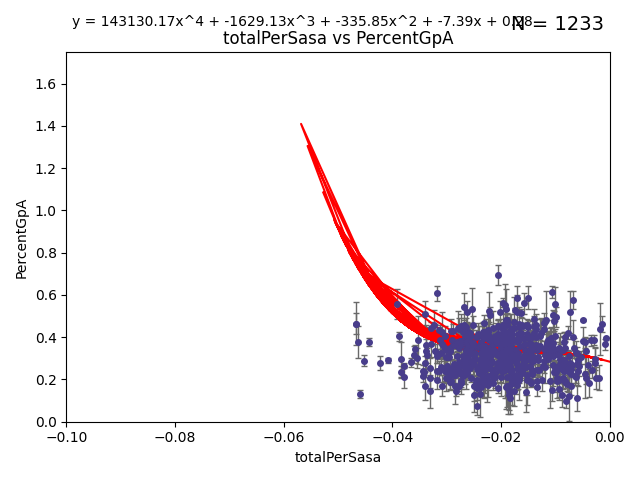 y = 143130.17x^4 + -1629.13x^3 + -335.85x^2 + -7.39x + 0.28
N = 1233
totalPerSasa vs PercentGpA
1.6
1.4
1.2
1.0
0.8
0.6
0.4
0.2
0.0
PercentGpA
−0.10 −0.08 −0.06 −0.04 −0.02 0.00
totalPerSasa